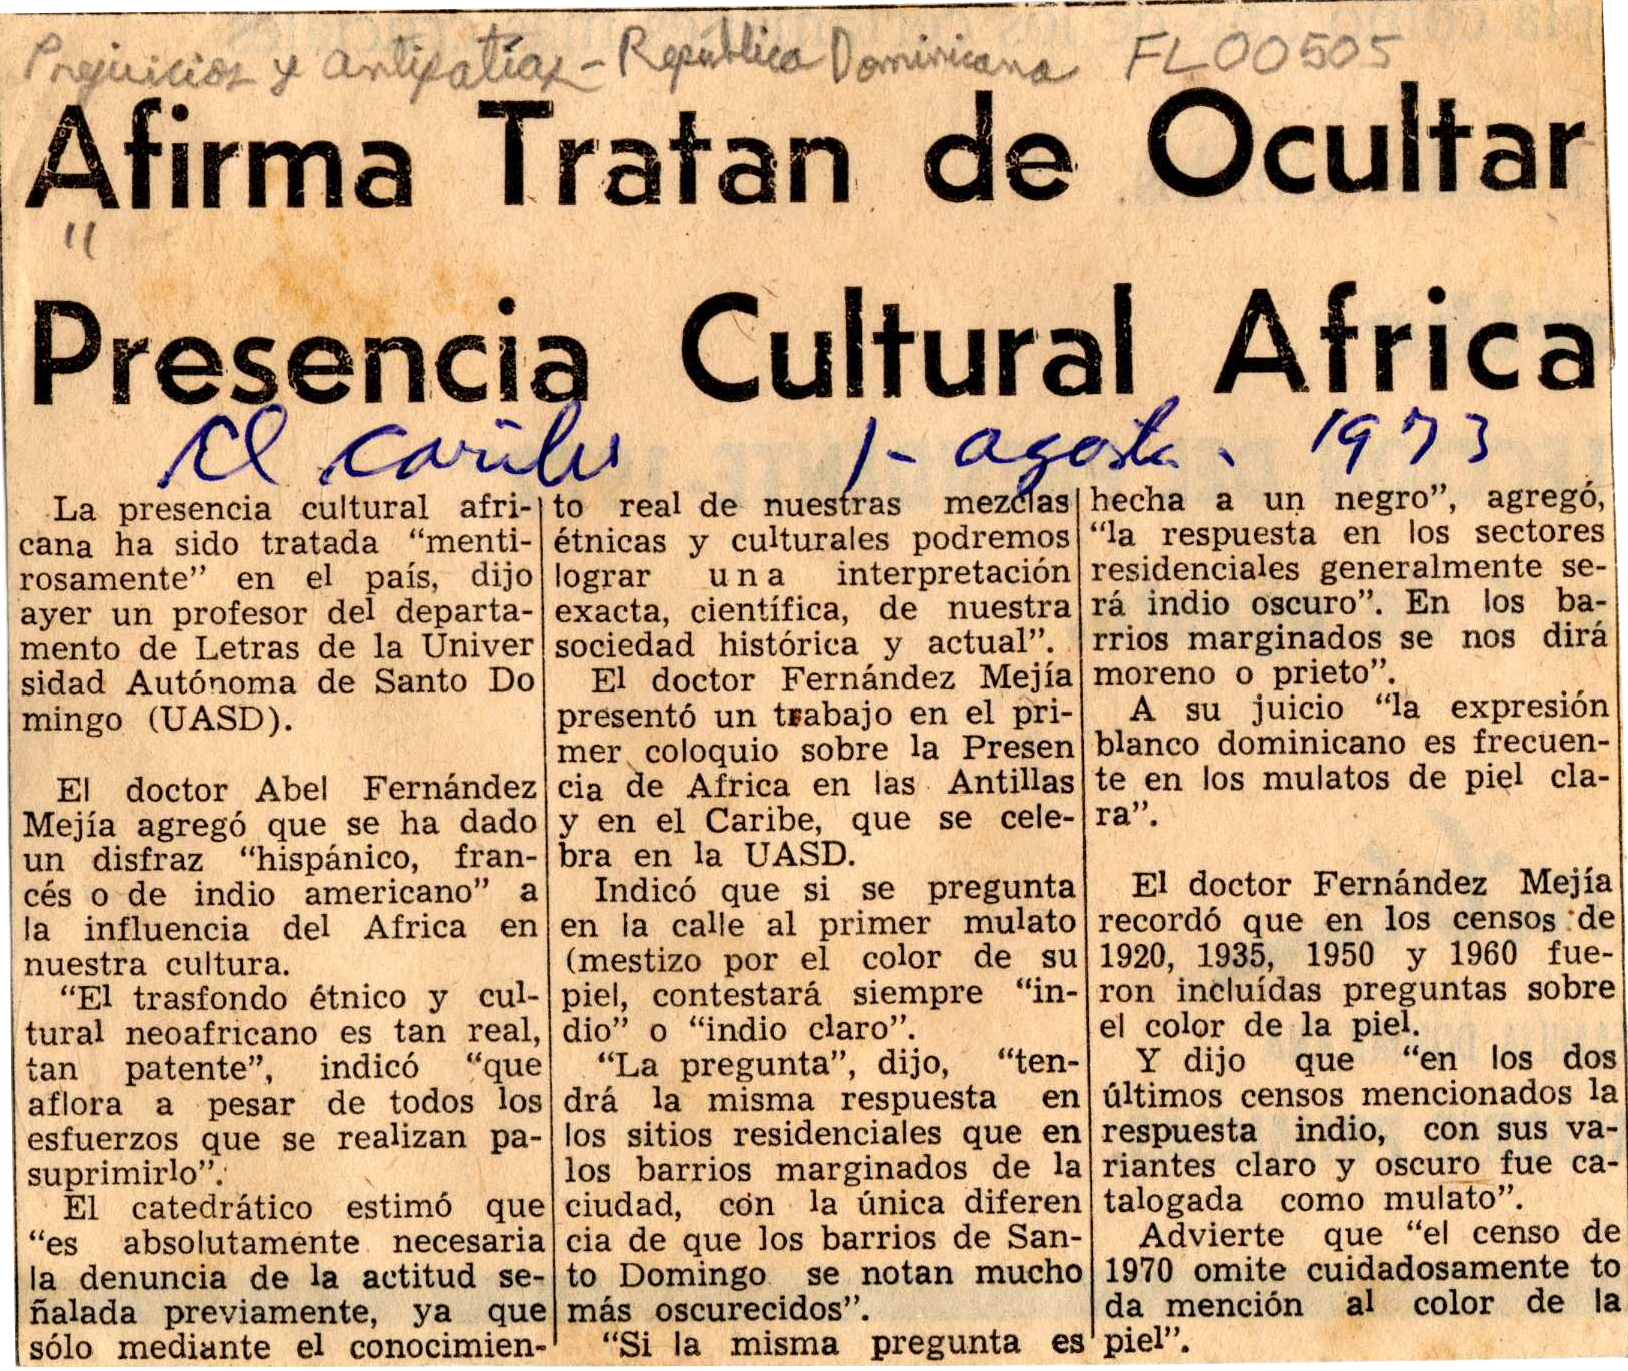 Prejuicios y antipatías - Republica Dominicana FL00505
Afirma Tratan de Ocultar
"
Presencia Cultural Africa
El Caribe 1- agosto. 1973
La presencia cultural afri-
cana ha sido tratada “menti-
rosamente” en el país, dijo
ayer un profesor del departa-
mento de Letras de la Univer
sidad Autónoma de Santo Do
mingo (UASD).
El doctor Abel Fernández
Mejía agregó que se ha dado
un disfraz “hispánico, fran-
cés o de indio americano” a
la influencia del Africa en
nuestra cultura.
“El trasfondo étnico y cul-
tural neoafricano es tan real,
tan patente”, indicó “que
aflora a pesar de todos los
esfuerzos que se realizan pa-
suprimirlo”.
El catedrático estimó que
“es absolutamente necesaria
la denuncia de la actitud se-
ñalada previamente, ya que
sólo mediante el conocimien-
to real de nuestras mezclas
étnicas y culturales podremos
lograr una interpretación
exacta, científica, de nuestra
sociedad histórica y actual”.
El doctor Fernández Mejía
presentó un trabajo en el pri-
mer coloquio sobre la Presen
cia de Africa en las Antillas
y en el Caribe, que se cele-
bra en la UASD.
Indicó que si se pregunta
en la calle al primer mulato
(mestizo por el color de su
piel, contestará siempre “in-
dio” o “indio claro”.
“La pregunta”, dijo, “ten-
drá la misma respuesta en
los sitios residenciales que en
los barrios marginados de la
ciudad, con la única diferen
cia de que los barrios de San-
to Domingo se notan mucho
más oscurecidos”.
“Si la misma pregunta es
hecha a un negro”, agregó,
“la respuesta en los sectores
residenciales generalmente se-
rá indio oscuro”. En los ba-
rrios marginados se nos dirá
moreno o prieto”.
A su juicio “la expresión
blanco dominicano es frecuen-
te en los mulatos de piel cla-
ra”.
El doctor Fernández Mejía
recordó que en los censos de
1920, 1935, 1950 y 1960 fue-
ron incluídas preguntas sobre
el color de la piel.
Y dijo que “en los dos
últimos censos mencionados la
respuesta indio, con sus va-
riantes claro y oscuro fue ca-
talogada como mulato”.
Advierte que “el censo de
1970 omite cuidadosamente to
da mención al color de la
piel”.